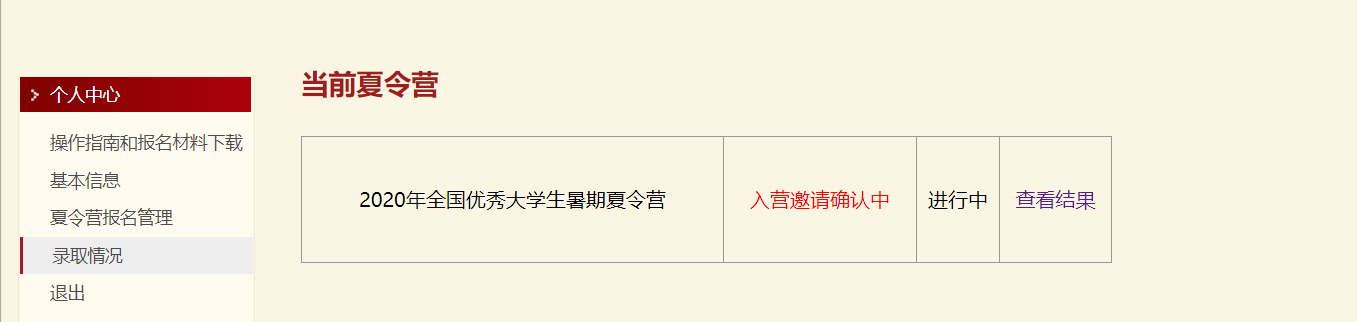 当前夏令营
个人中心
操作指南和报名材料下载
基本信息
夏令营报名管理
录取情况
退出
2020年全国优秀大学生暑期夏令营 入营邀请确认中 进行中 查看结果